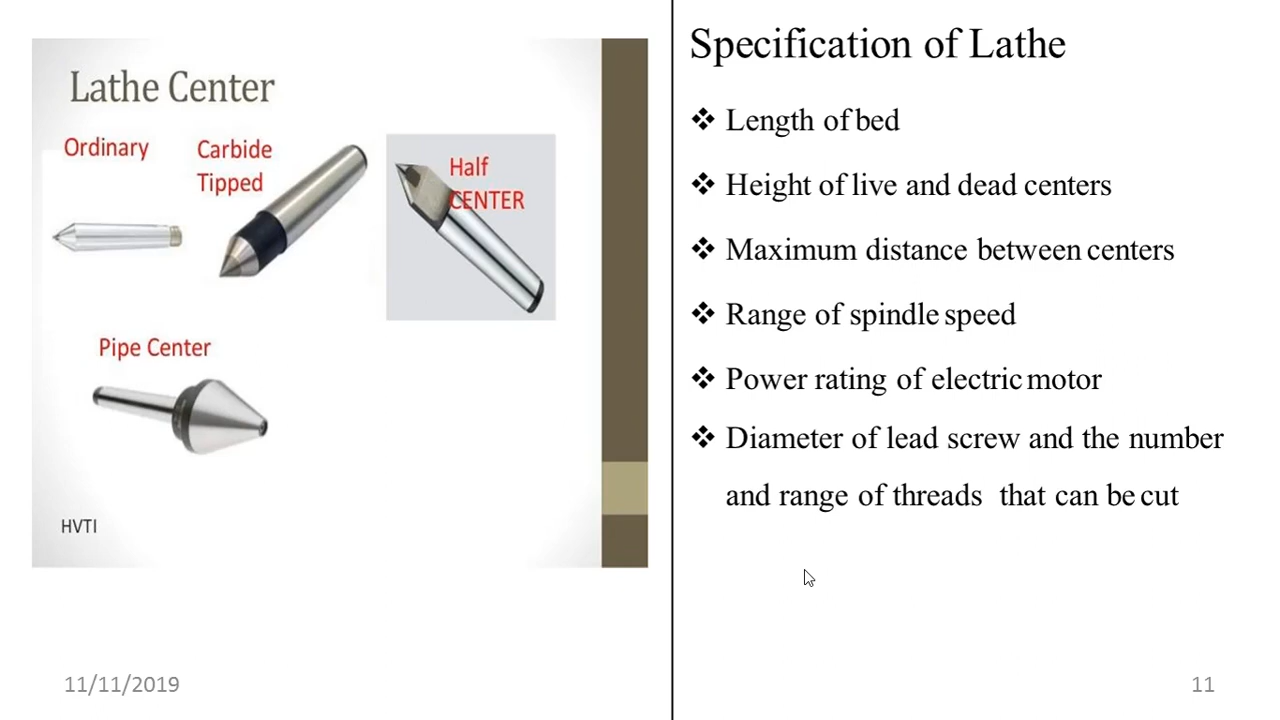 Lathe Center
Ordinary
Carbide
Tipped
Half
CENTER
Pipe Center
HVTI
Specification of Lathe
❖ Length of bed
❖ Height of live and dead centers
❖ Maximum distance between centers
❖ Range of spindle speed
❖ Power rating of electric motor
❖ Diameter of lead screw and the number
and range of threads that can be cut
11/11/2019
11